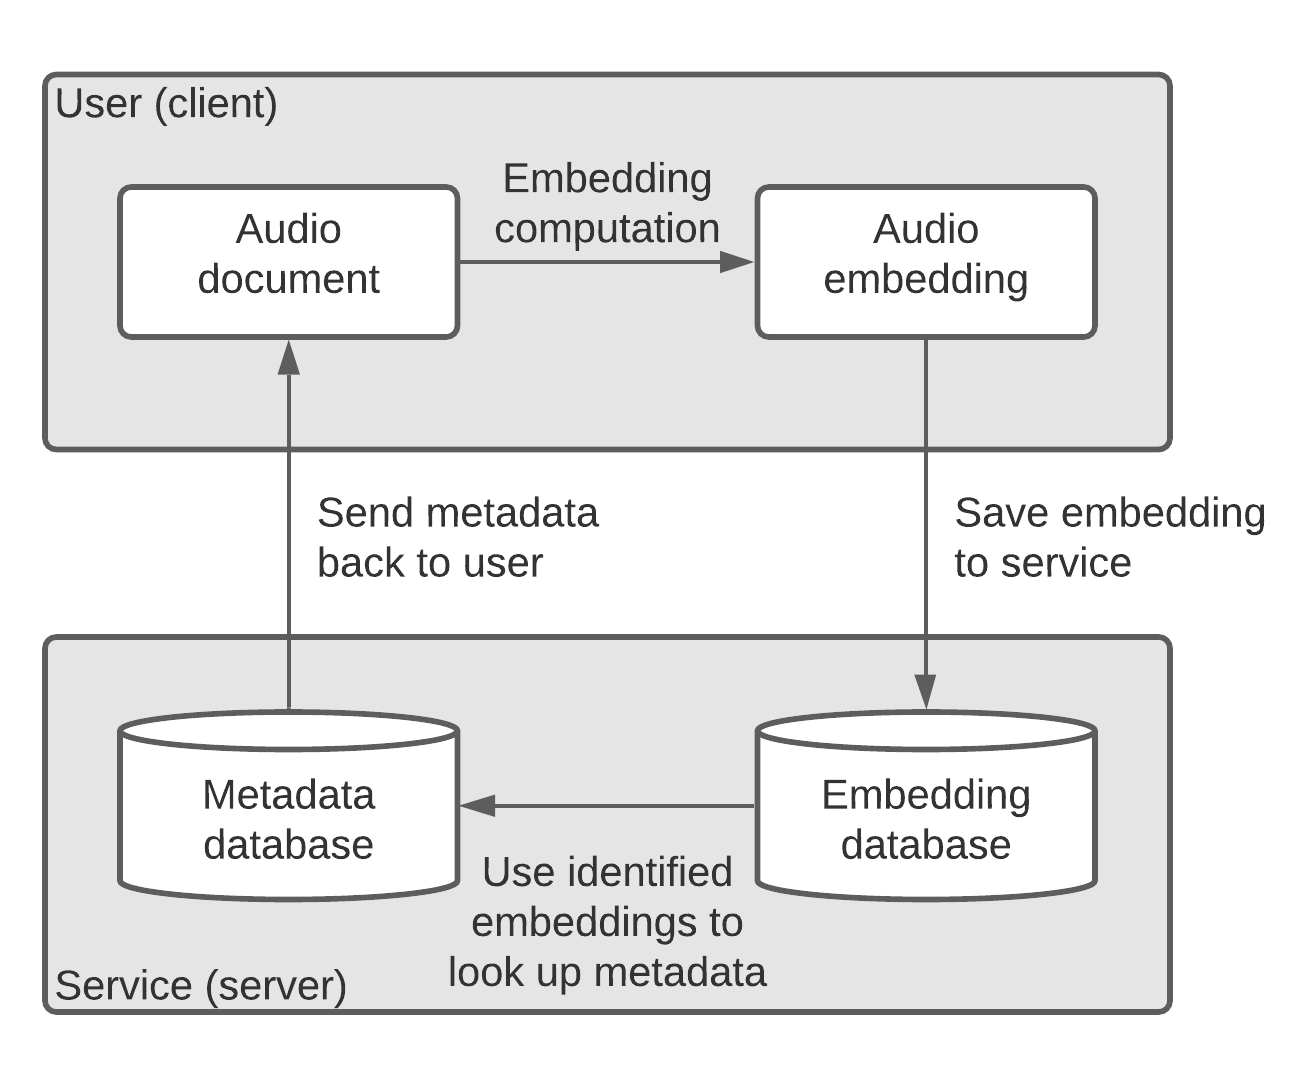 User (client)
Audio
document
Embedding
computation
Audio
embedding
Send metadata
back to user
Save embedding
to service
Metadata
database
Embedding
database
Use identified
embeddings to
look up metadata
Service (server)